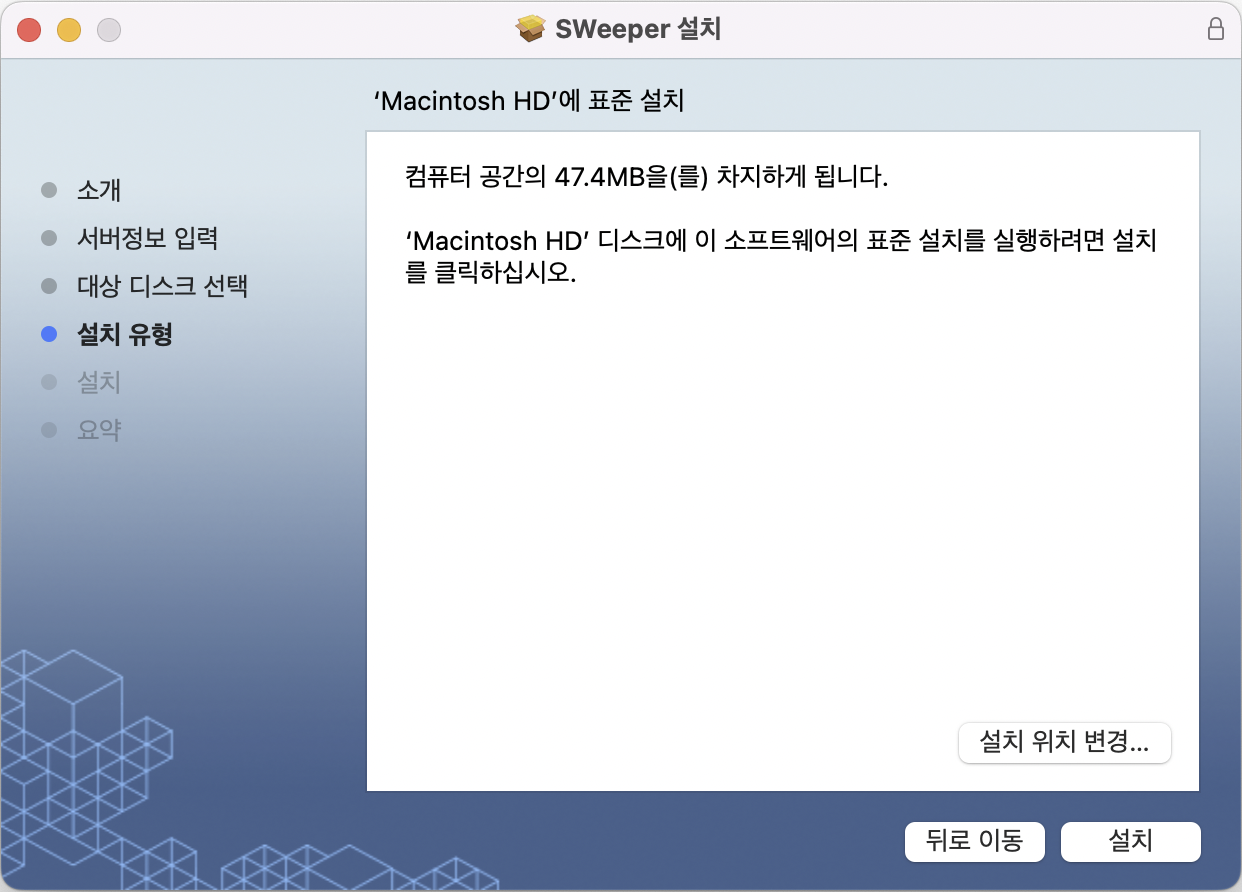 SWeeper 설치
‘Macintosh HD’에 표준 설치
소개
서버정보 입력
대상 디스크 선택
설치 유형
설치
요약
컴퓨터 공간의 47.4MB을(를) 차지하게 됩니다.
‘Macintosh HD’ 디스크에 이 소프트웨어의 표준 설치를 실행하려면 설치
를 클릭하십시오.
설치 위치 변경...
뒤로 이동
설치